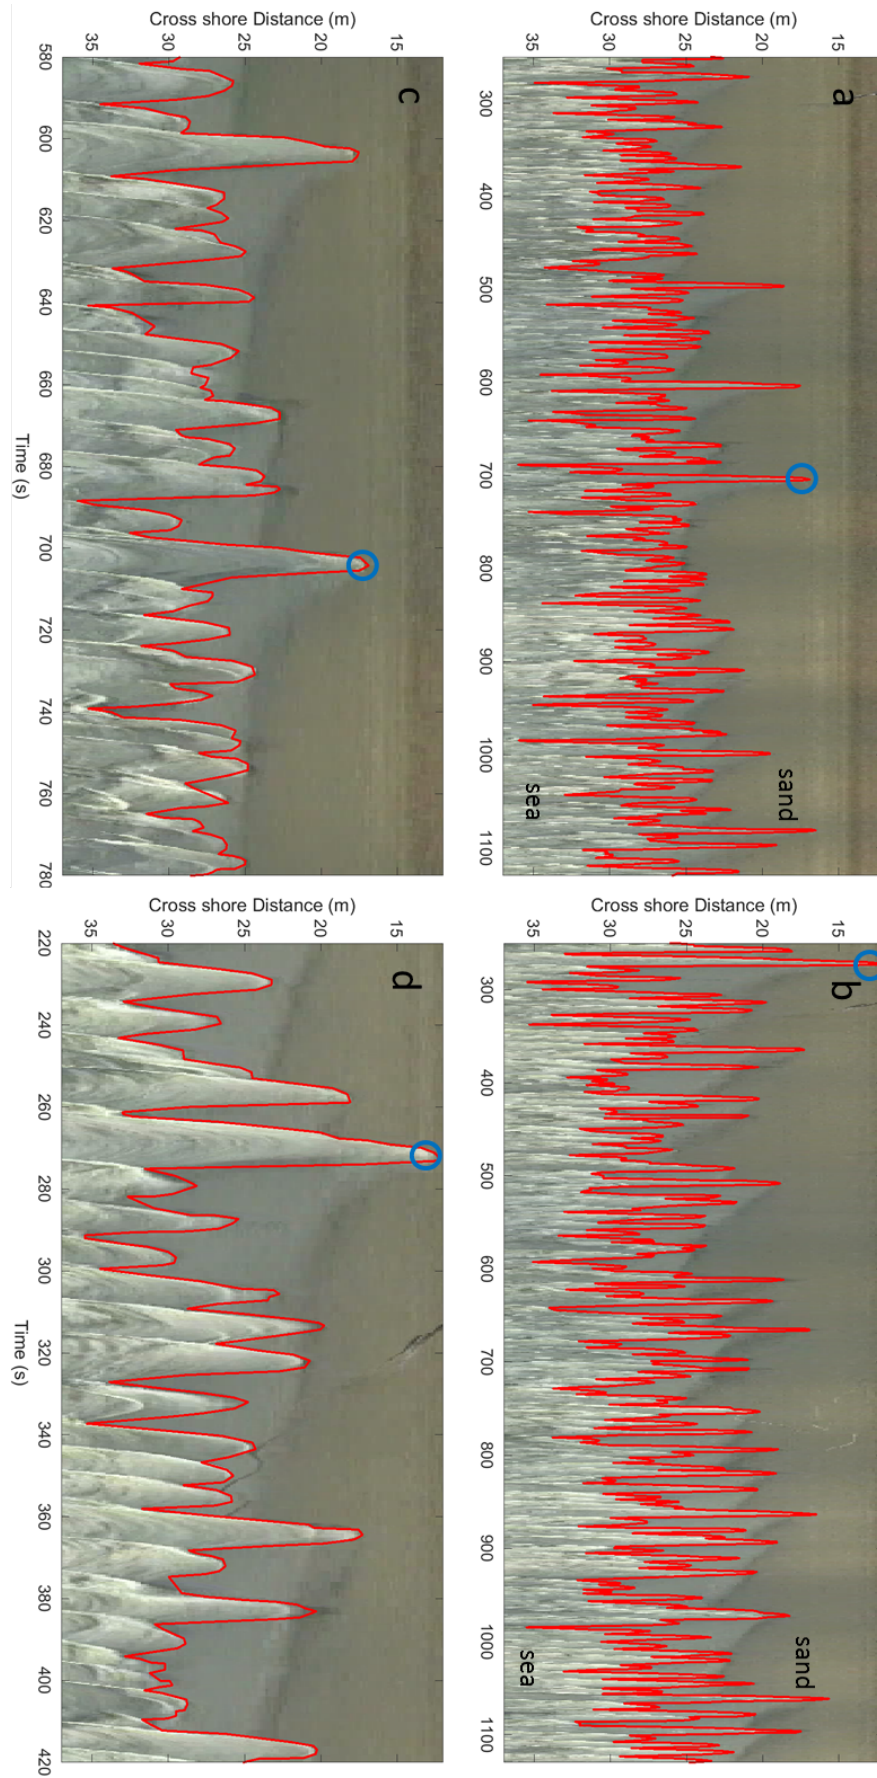 Cross shore Distance (m)
a
15
20
25
30
35
sand
sea
300 400 500 600 700 800 900 1000 1100
Cross shore Distance (m)
b
15
20
25
30
35
sand
sea
300 400 500 600 700 800 900 1000 1100
Cross shore Distance (m)
c
15
20
25
30
35
580 600 620 640 660 680 700 720 740 760 780
Time (s)
Cross shore Distance (m)
d
15
20
25
30
35
220 240 260 280 300 320 340 360 380 400 420
Time (s)